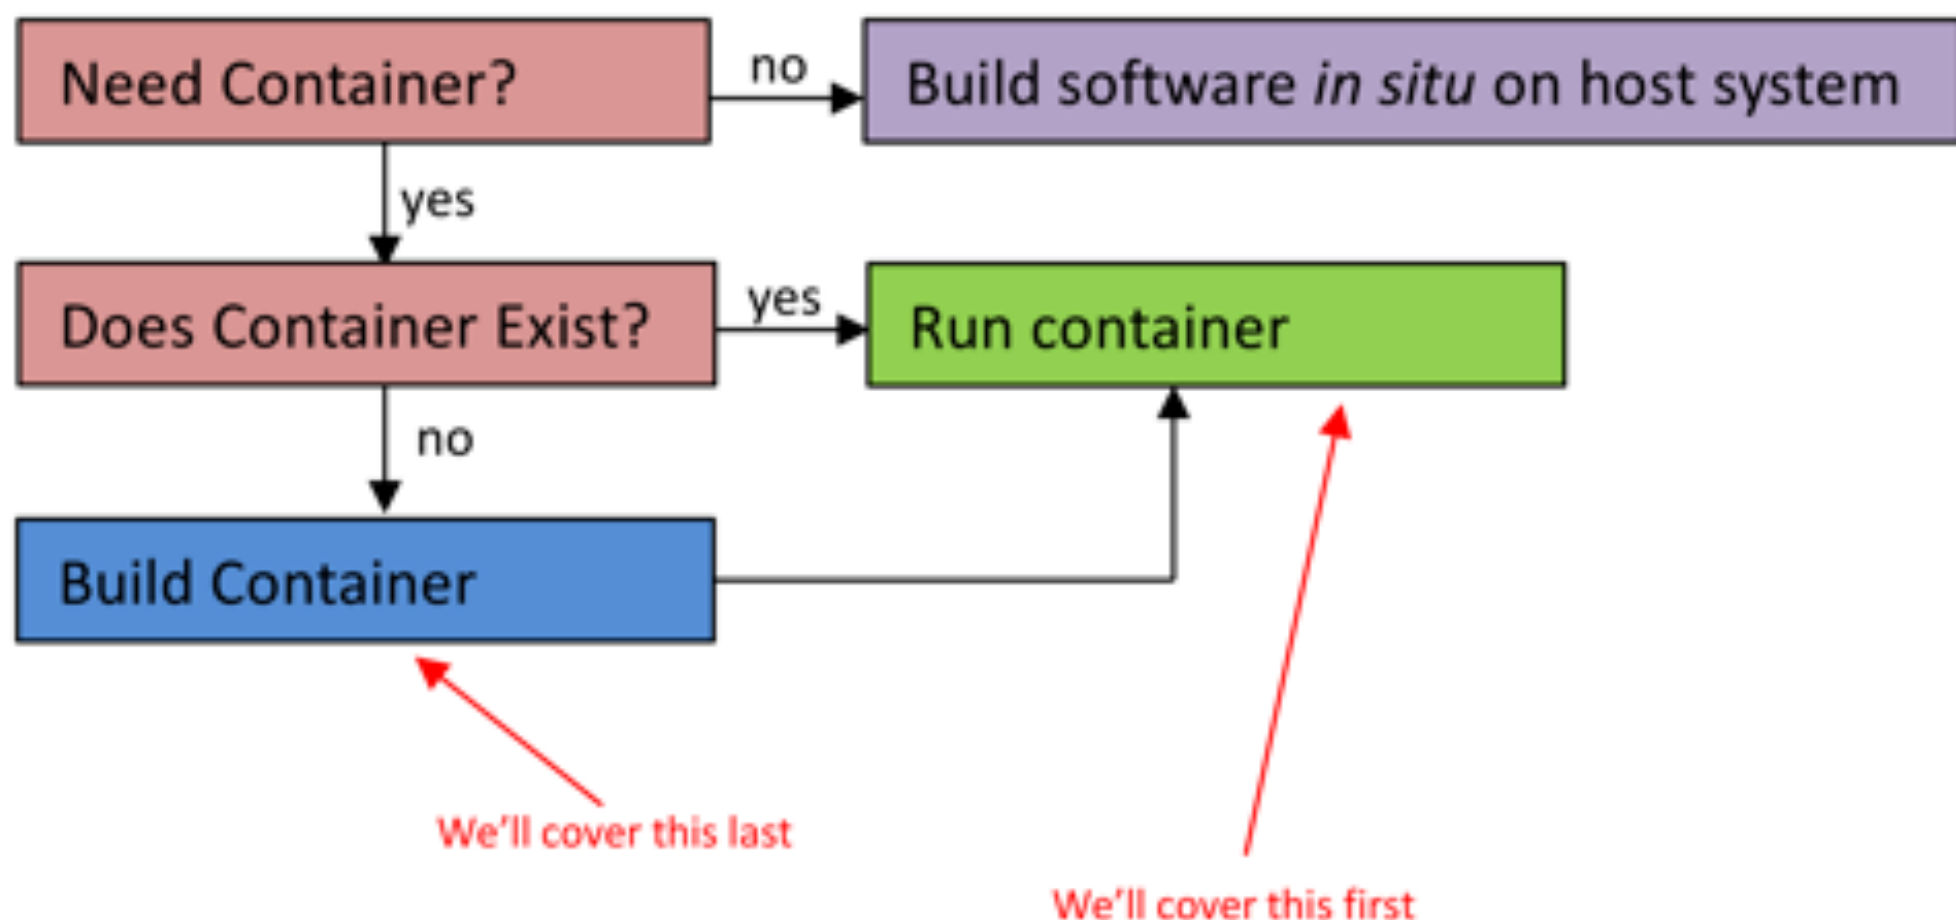 Need Container?
no
Build software in situ on host system
yes
Does Container Exist?
yes
Run container
no
Build Container
We'll cover this last
We'll cover this first